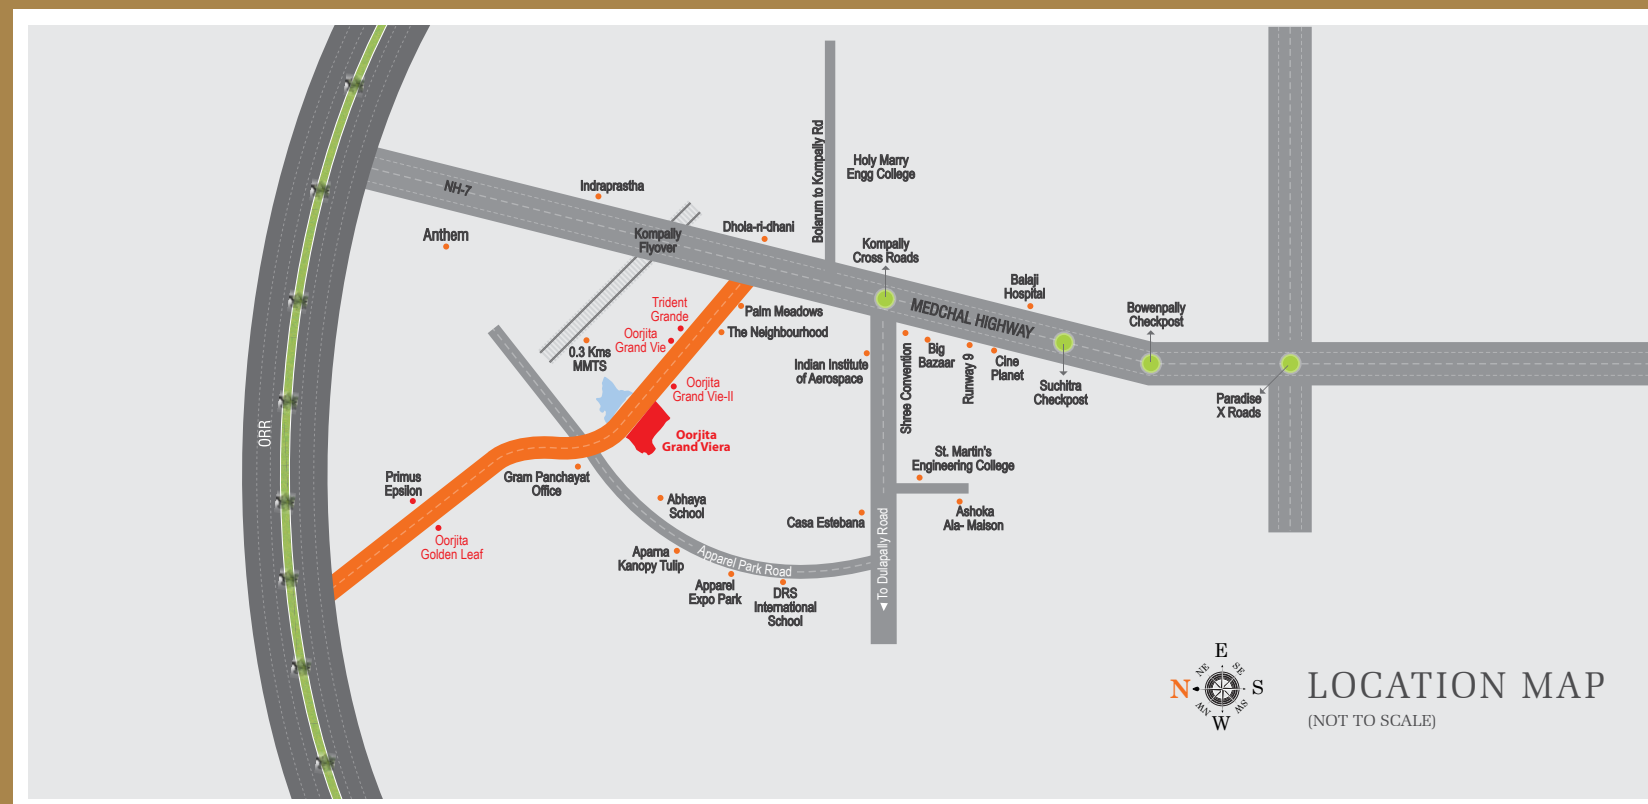 NH-7
Indraprastha
Anthem
Kompally
Flyover
Dhola-ri-dhani
Bolarum to Kompally Rd
Holy Marry
Engg College
Kompally
Cross Roads
MEDCHAL HIGHWAY
Balaji
Hospital
Bowenpally
Checkpost
Trident
Grande
Oorjita
Grand Vie
Palm Meadows
The Neighbourhood
0.3 Kms
MMTS
Oorjita
Grand Vie-II
Oorjita
Grand Viera
Indian Institute
of Aerospace
Shree Convention
Big
Bazaar
Runway 9
Cine
Planet
Suchitra
Checkpost
Paradise
X Roads
ORR
Primus
Epsilon
Gram Panchayat
Office
Oorjita
Golden Leaf
Abhaya
School
St. Martin's
Engineering College
Casa Estebana
Ashoka
Ala- Maison
To Dulapally Road
Aparna
Kanopy Tulip
Apparel Park Road
Apparel
Expo Park
DRS
International
School
E
NE
SE
N
S
NW
SW
W
LOCATION MAP
(NOT TO SCALE)